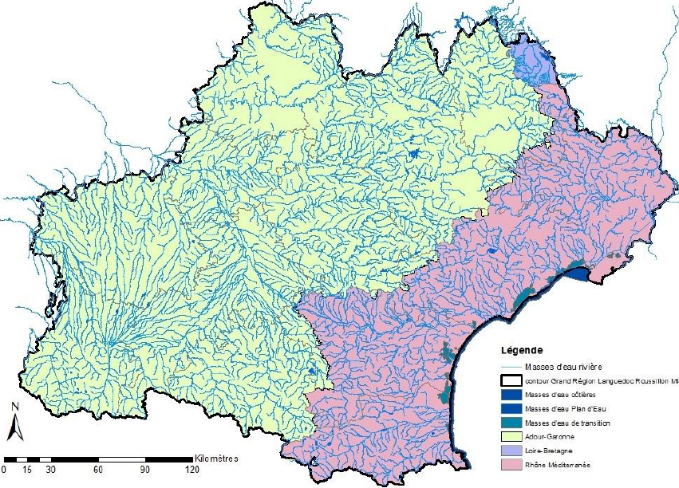 Légende
Masses d'eau rivière
contour Grand Région Languedoc Roussillon Mi
Masses d'eau côtières
Masses d'eau Plan d'Eau
Masses d'eau de transition
Adour-Garonne
Loire-Bretagne
Rhône Méditerranée
N
0 15 30 60 90 120 Kilomètres